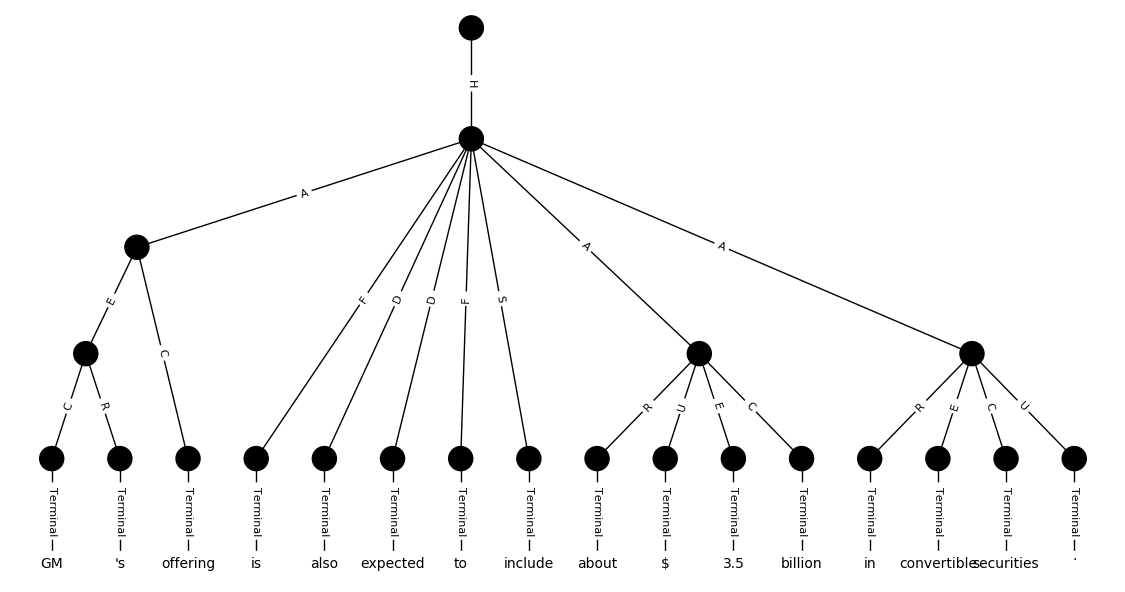 H
A
A
A
E
C
F
D
D
F
S
C
R
R
U
E
C
R
E
C
U
Terminal Terminal Terminal Terminal Terminal Terminal Terminal Terminal Terminal Terminal Terminal Terminal Terminal Terminal Terminal Terminal
GM 's offering is also expected to include about $ 3.5 billion in convertible securities .